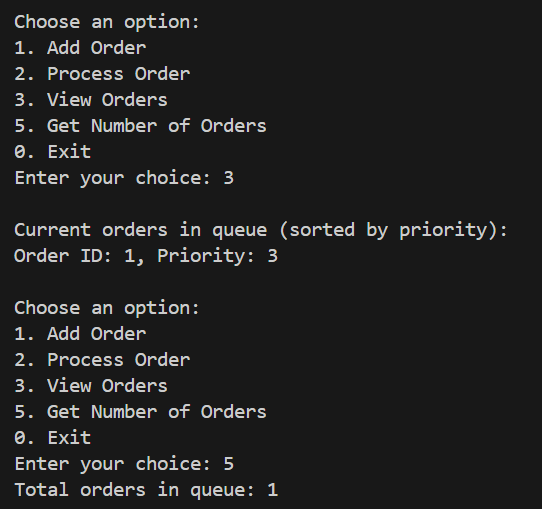 Choose an option:
1. Add Order
2. Process Order
3. View Orders
5. Get Number of Orders
0. Exit
Enter your choice: 3

Current orders in queue (sorted by priority):
Order ID: 1, Priority: 3

Choose an option:
1. Add Order
2. Process Order
3. View Orders
5. Get Number of Orders
0. Exit
Enter your choice: 5
Total orders in queue: 1